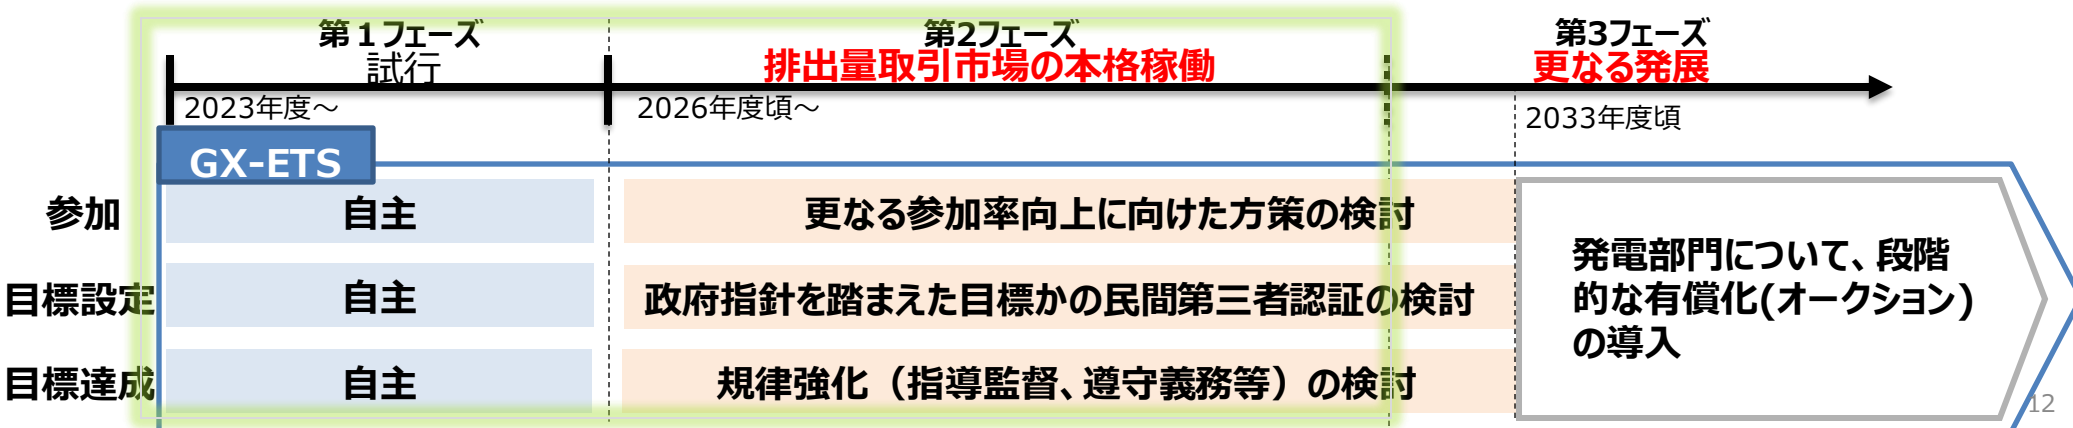 第１フェーズ
試行
第2フェーズ
排出量取引市場の本格稼働
第3フェーズ
更なる発展
2023年度～
2026年度頃～
2033年度頃
GX-ETS
参加
自主
更なる参加率向上に向けた方策の検討
目標設定
自主
政府指針を踏まえた目標かの民間第三者認証の検討
目標達成
自主
規律強化（指導監督、遵守義務等）の検討
発電部門について、段階
的な有償化(オークション)
の導入
12